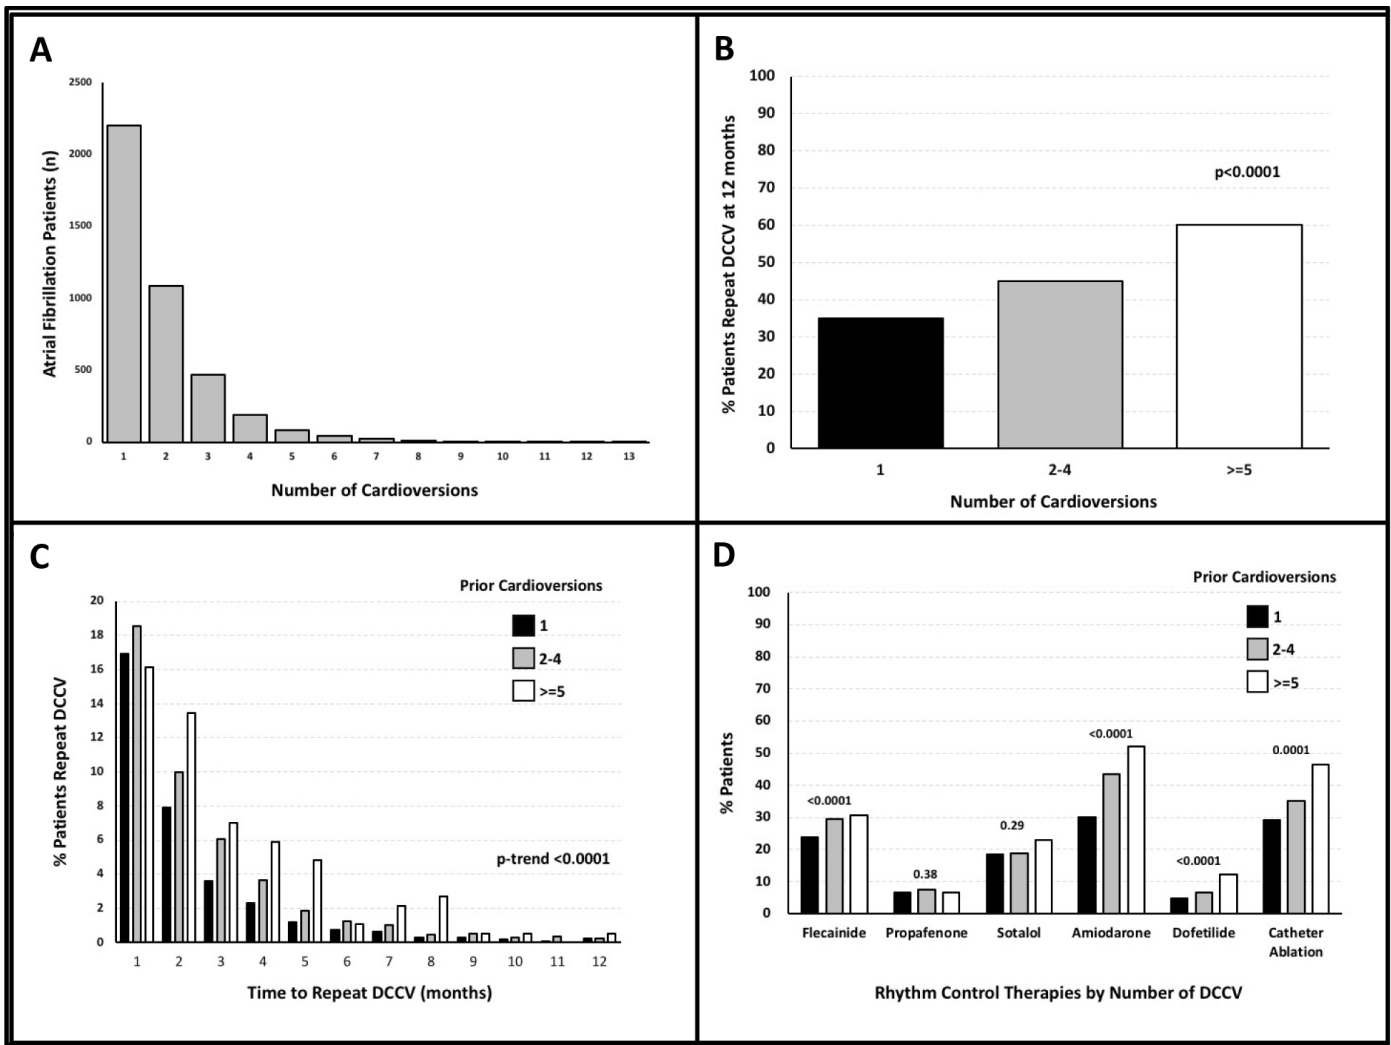 A
2500
2000
1500
1000
500
0
Atrial Fibrillation Patients (n)
1 2 3 4 5 6 7 8 9 10 11 12 13
Number of Cardioversions
B
100
90
80
70
60
50
40
30
20
10
0
% Patients Repeat DCCV at 12 months
p<0.0001
1 2-4 >=5
Number of Cardioversions
C
Prior Cardioversions
1
2-4
>=5
20
18
16
14
12
10
8
6
4
2
0
% Patients Repeat DCCV
p-trend <0.0001
1 2 3 4 5 6 7 8 9 10 11 12
Time to Repeat DCCV (months)
D
Prior Cardioversions
1
2-4
>=5
100
90
80
70
60
50
40
30
20
10
0
% Patients
<0.0001
0.38
0.29
<0.0001
<0.0001
0.0001
Flecainide Propafenone Sotalol Amiodarone Dofetilide Catheter
Ablation
Rhythm Control Therapies by Number of DCCV